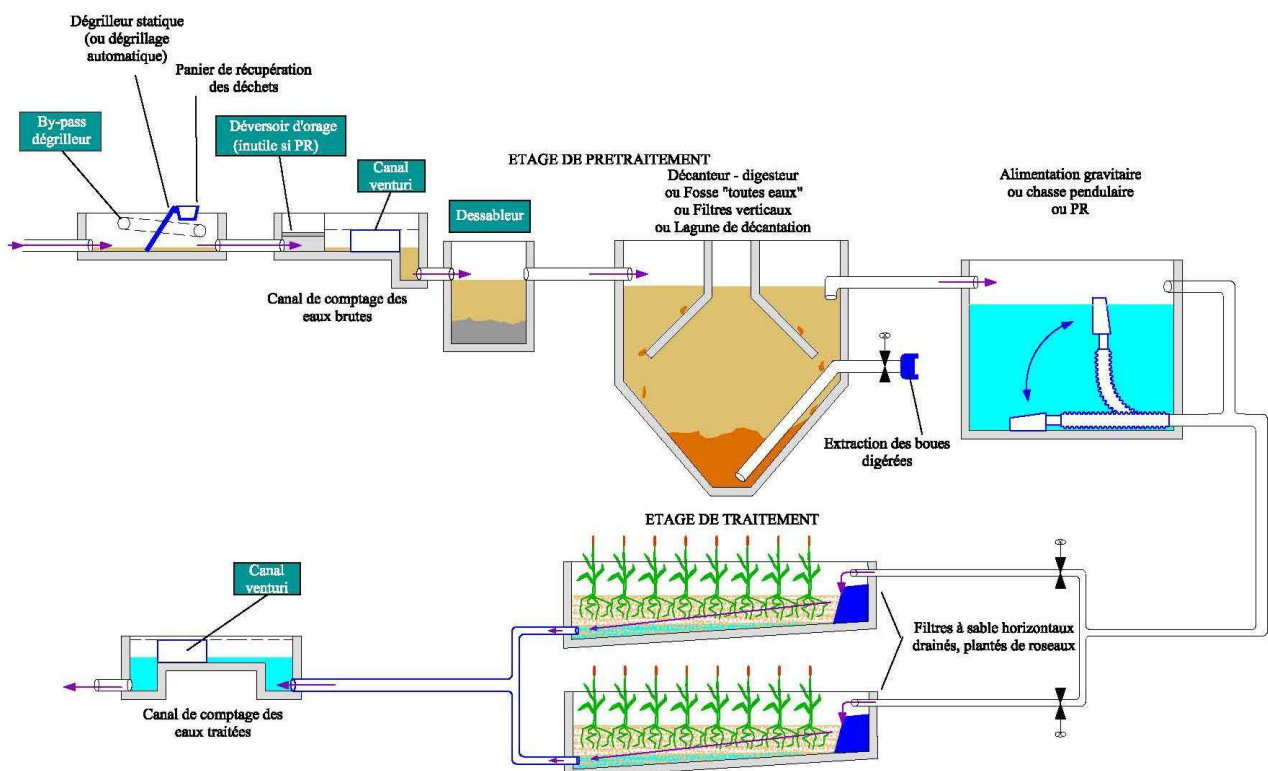 Dégrilleur statique
(ou dégrillage
automatique)
Panier de récupération
des déchets
By-pass
dégrilleur
Déversoir d'orage
(inutile si PR)
Canal
venturi
Dessableur
Canal de comptage des
eaux brutes
ETAGE DE PRETRAITEMENT
Décanteur - digesteur
ou Fosse "toutes eaux"
ou Filtres verticaux
ou Lagune de décantation
Alimentation gravitaire
ou chasse pendulaire
ou PR
Extraction des boues
digérées
ETAGE DE TRAITEMENT
Canal
venturi
Filtres à sable horizontaux
drainés, plantés de roseaux
Canal de comptage des
eaux traitées